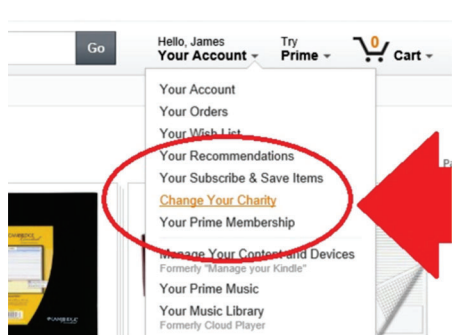 Go
Hello, James
Your Account
Try
Prime
0
Cart
Your Account
Your Orders
Your Wish List
Your Recommendations
Your Subscribe & Save Items
Change Your Charity
Your Prime Membership
Manage Your Content and Devices
Formerly "Manage your Kindle"
Your Prime Music
Your Music Library
Formerly Cloud Player
CAMBRIDGE